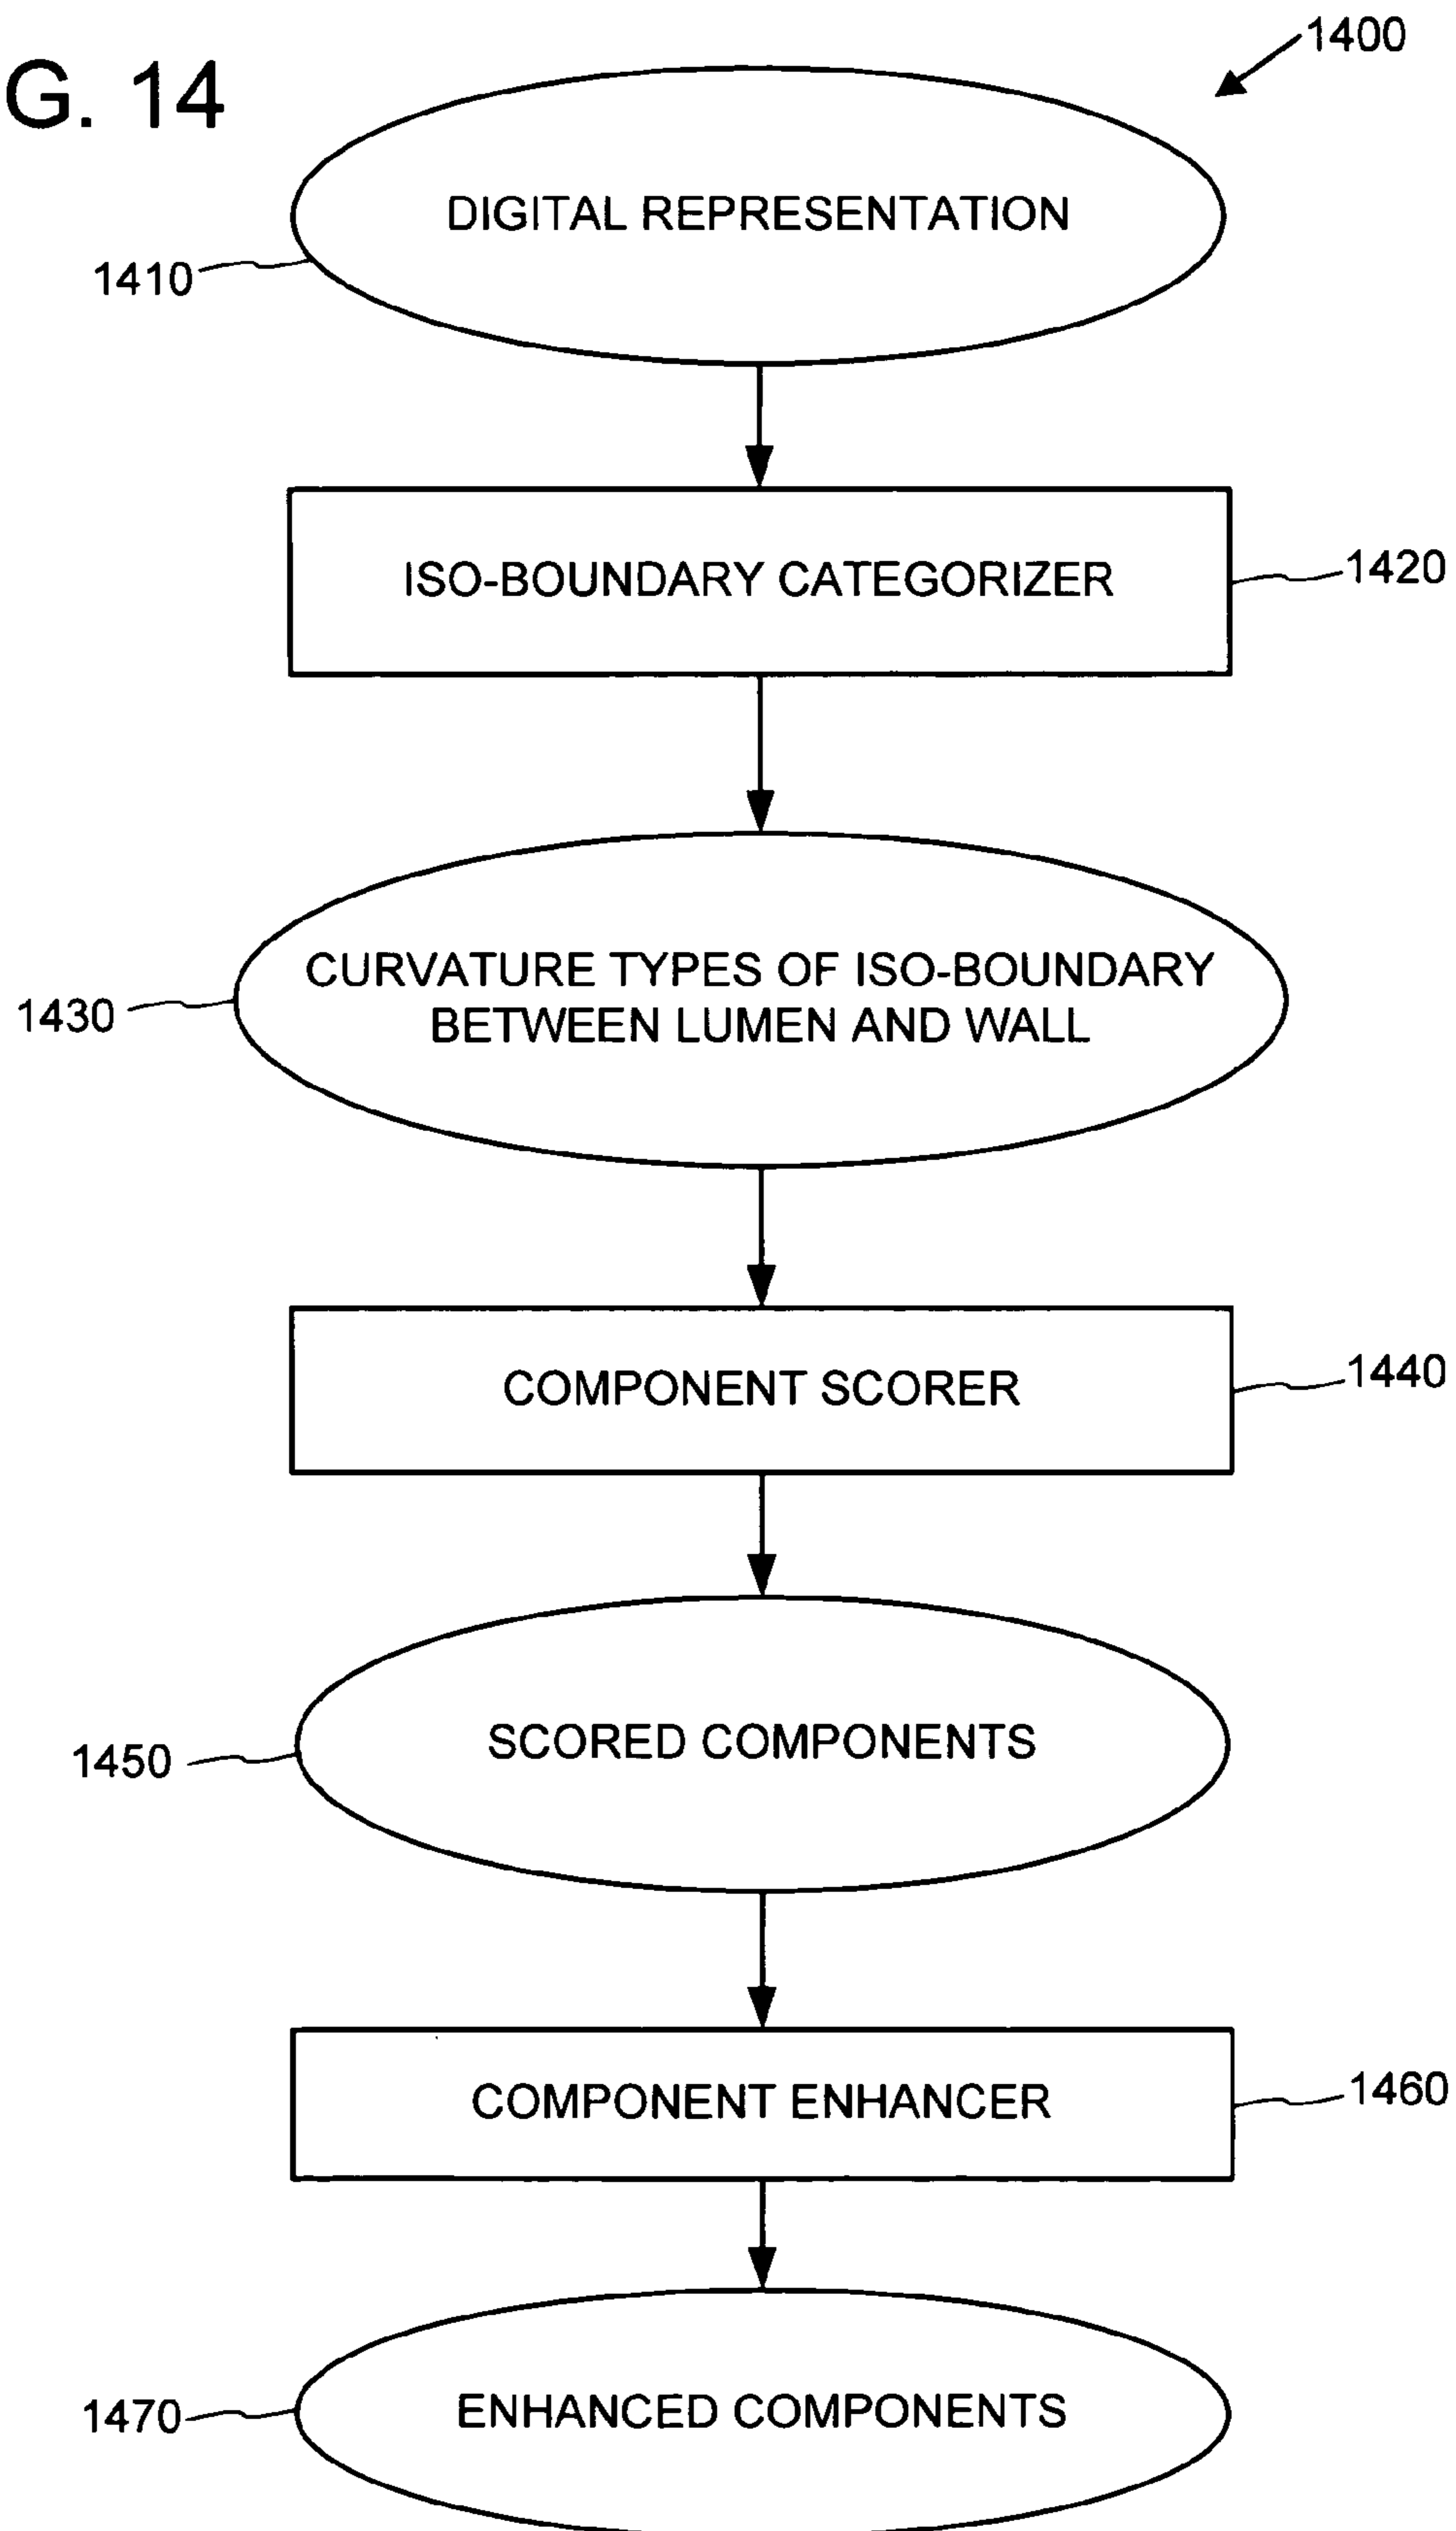 1400
G. 14
DIGITAL REPRESENTATION
1410
ISO-BOUNDARY CATEGORIZER
1420
CURVATURE TYPES OF ISO-BOUNDARY
BETWEEN LUMEN AND WALL
1430
COMPONENT SCORER
1440
SCORED COMPONENTS
1450
COMPONENT ENHANCER
1460
ENHANCED COMPONENTS
1470